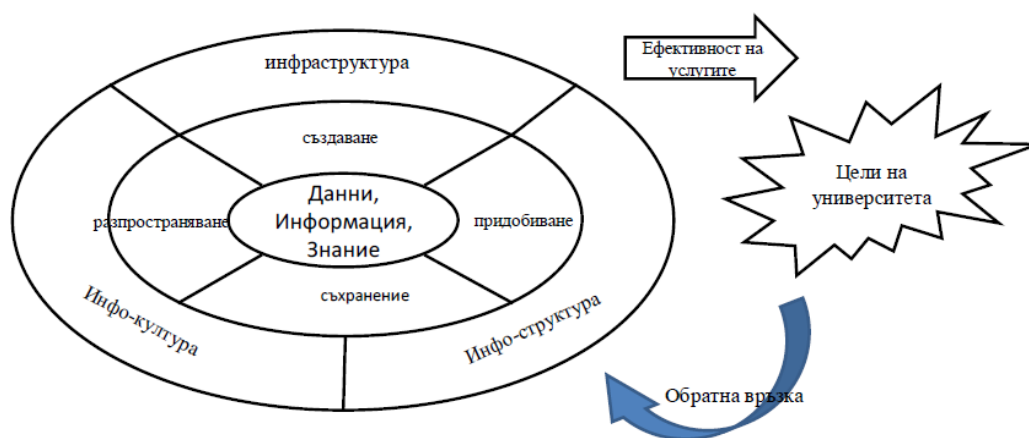 инфраструктура
Ефективност на
услугите
създаване
Данни,
Информация,
Знание
разпространяване
придобиване
съхранение
Инфо-култура
Инфо-структура
Цели на
университета
Обратна връзка